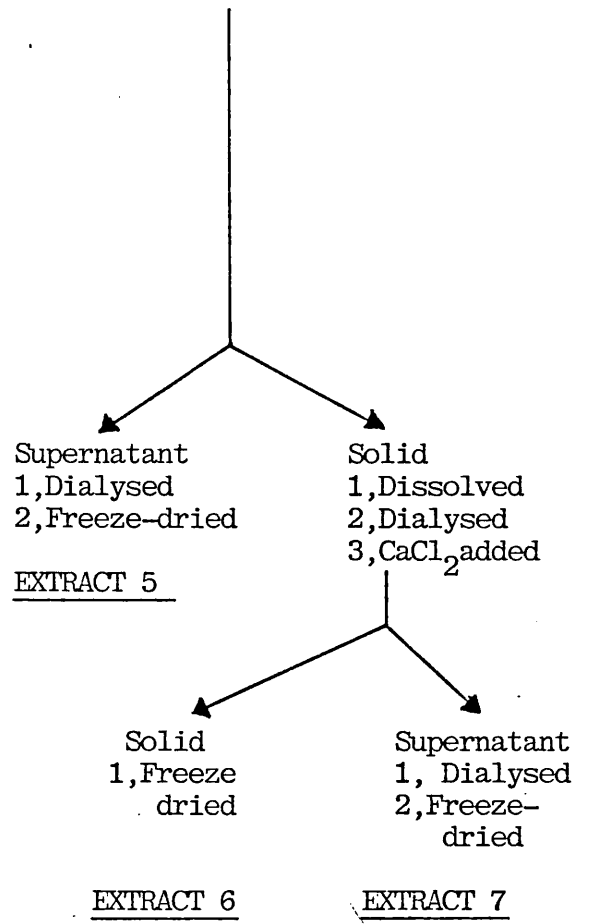 Supernatant
1,Dialysed
2,Freeze-dried
EXTRACT 5
Solid
1,Dissolved
2,Dialysed
3,CaCl2added
Solid
1,Freeze
dried
EXTRACT 6
Supernatant
1, Dialysed
2,Freeze-
dried
EXTRACT 7